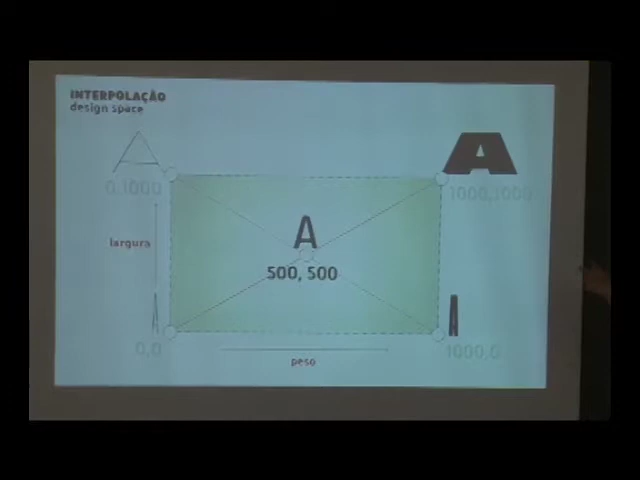 INTERPOLAÇÃO
design space
A
A
0,1000
1000,1000
A
largura
500, 500
A
A
0,0
1000,0
peso